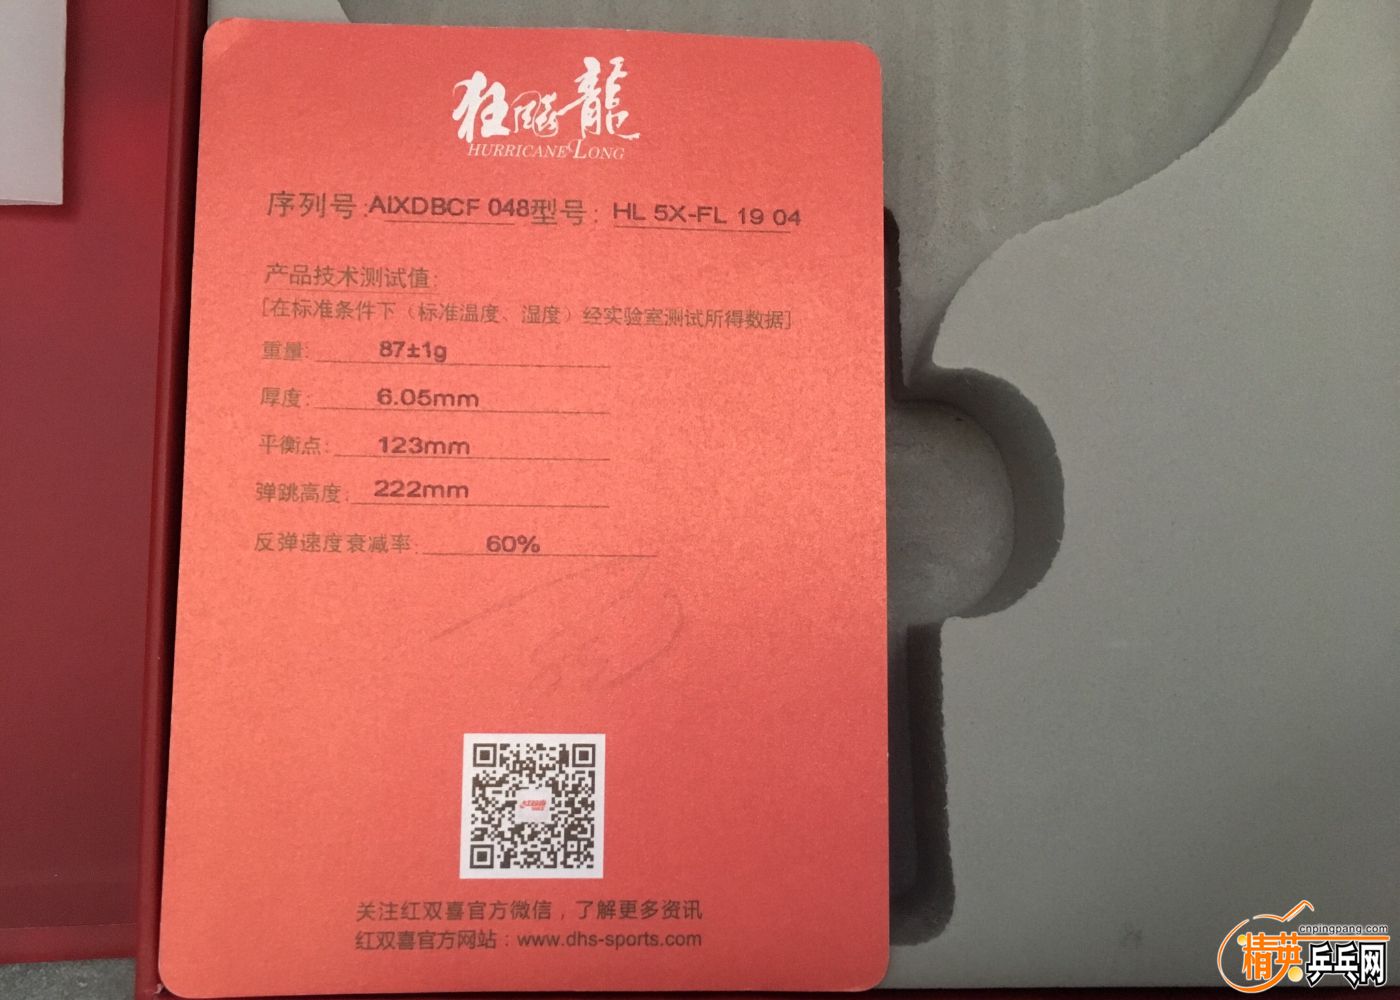 狂飚龍
HURRICANE LONG
序列号:AIXDBCF 048型号: HL 5X-FL 19 04
产品技术测试值:
[在标准条件下（标准温度、湿度）经实验室测试所得数据]
重量: 87±1g
厚度: 6.05mm
平衡点: 123mm
弹跳高度: 222mm
反弹速度衰减率: 60%
红双喜
关注红双喜官方微信，了解更多资讯
红双喜官方网站：www.dhs-sports.com
cnpingpang.com
精英乒乓网